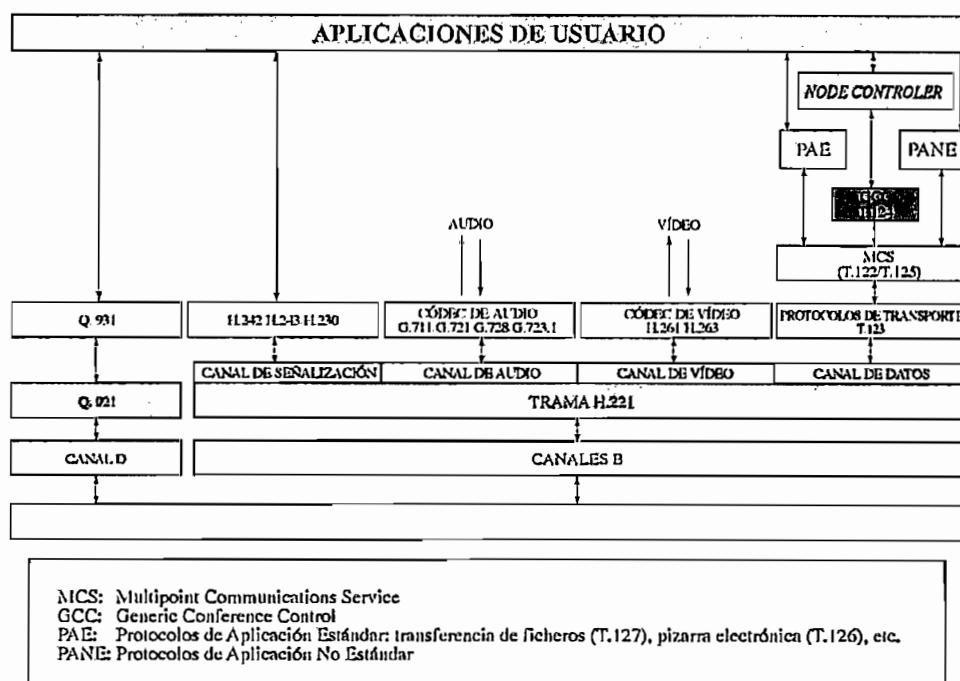 APLICACIONES DE USUARIO
NODE CONTROLER
PAE
PANE
GCC
AUDIO
VÍDEO
MCS
(T.122/T.125)
Q.931
H.242 H.243 H.230
CÓDEC DE AUDIO
G.711 G.721 G.728 G.723.1
CÓDEC DE VÍDEO
H.261 H.263
PROTOCOLOS DE TRANSPORTE
T.123
CANAL DE SEÑALIZACIÓN
CANAL DE AUDIO
CANAL DE VÍDEO
CANAL DE DATOS
Q.921
TRAMA H.221
CANAL D
CANALES B
MCS: Multipoint Communications Service
GCC: Generic Conference Control
PAE: Protocolos de Aplicación Estándar: transferencia de ficheros (T.127), pizarra electrónica (T.126), etc.
PANE: Protocolos de Aplicación No Estándar